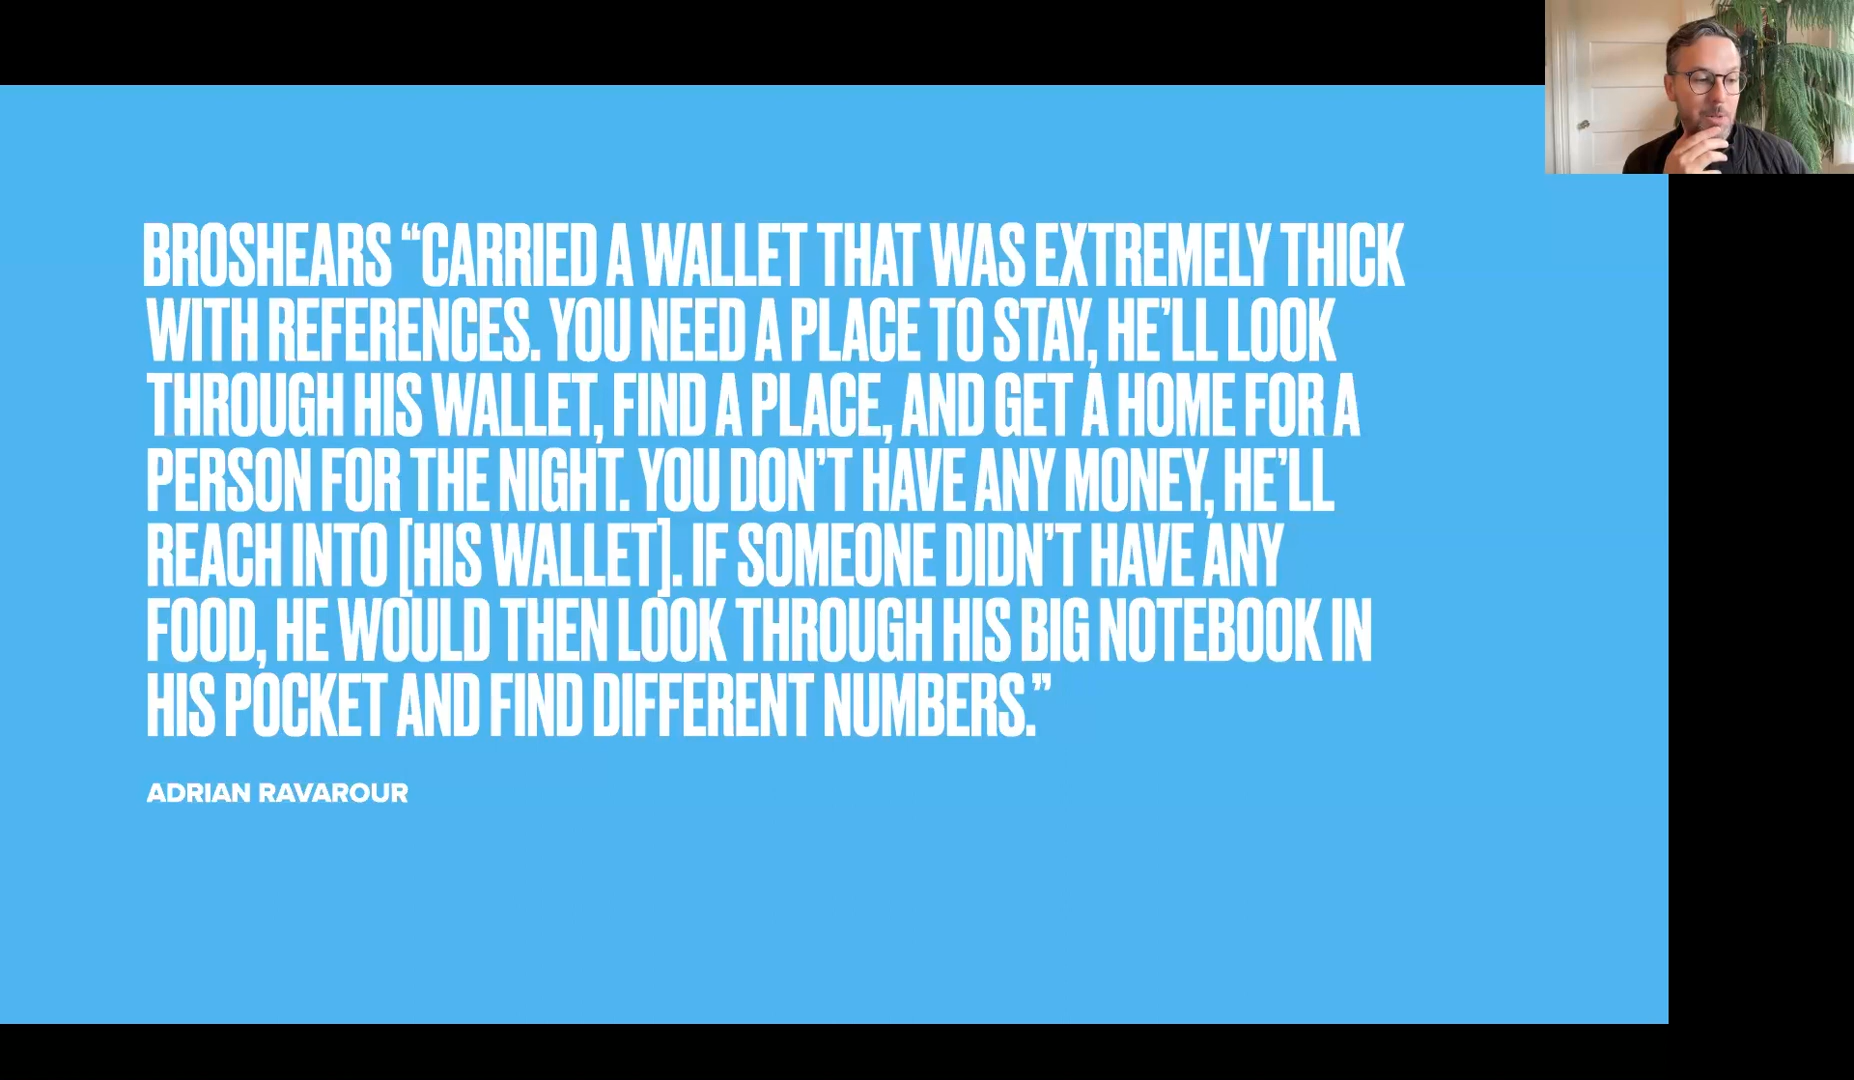 BROSHEARS “CARRIED A WALLET THAT WAS EXTREMELY THICK
WITH REFERENCES. YOU NEED A PLACE TO STAY, HE’LL LOOK
THROUGH HIS WALLET, FIND A PLACE, AND GET A HOME FOR A
PERSON FOR THE NIGHT. YOU DON’T HAVE ANY MONEY, HE’LL
REACH INTO [HIS WALLET]. IF SOMEONE DIDN’T HAVE ANY
FOOD, HE WOULD THEN LOOK THROUGH HIS BIG NOTEBOOK IN
HIS POCKET AND FIND DIFFERENT NUMBERS.”
ADRIAN RAVAROUR